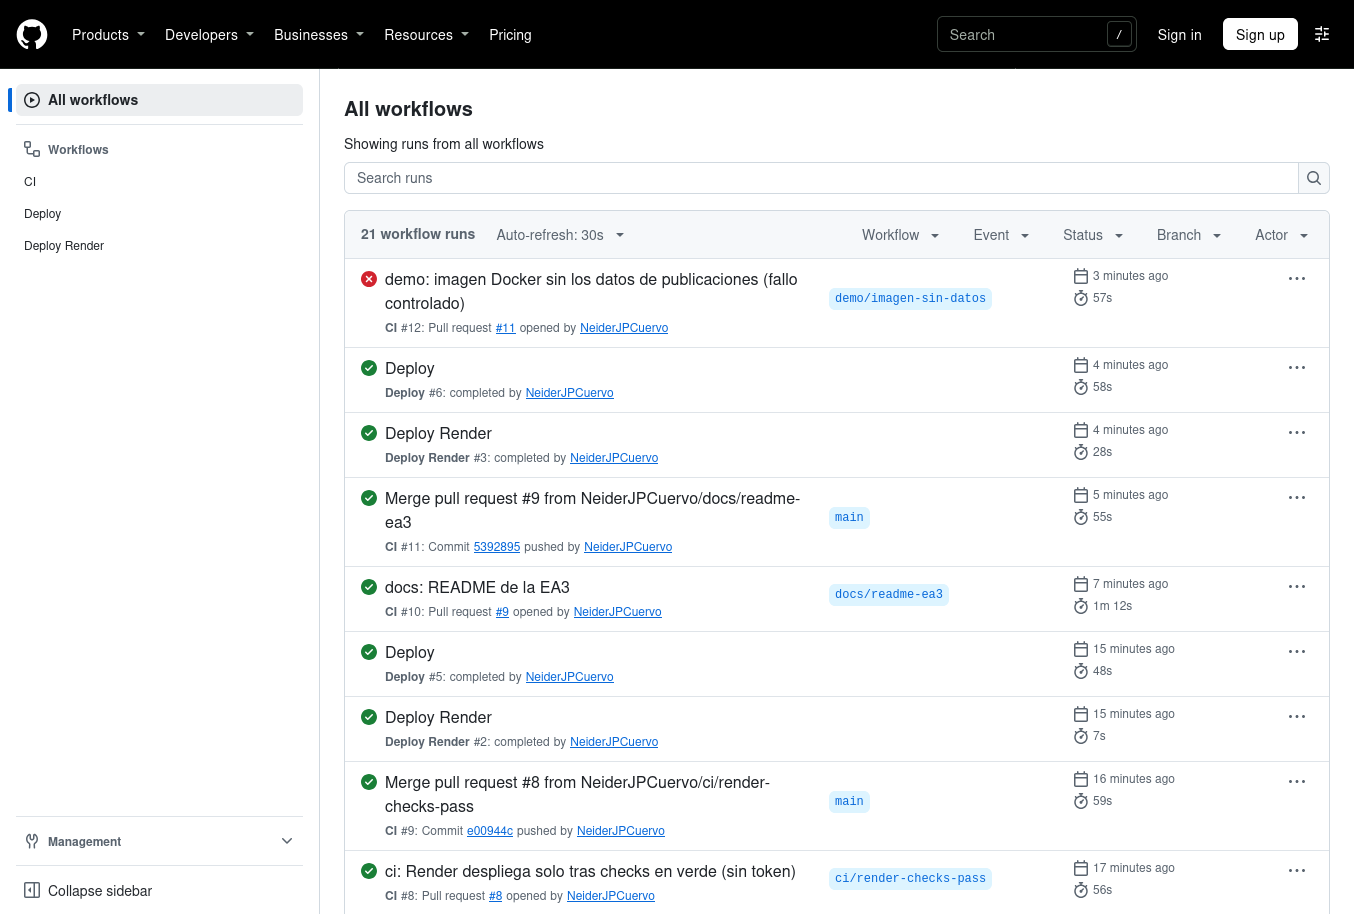 Products
Developers
Businesses
Resources
Pricing
Search
/
Sign in
Sign up
All workflows
Workflows
CI
Deploy
Deploy Render
Management
Collapse sidebar
All workflows
Showing runs from all workflows
Search runs
21 workflow runs
Auto-refresh: 30s
Workflow
Event
Status
Branch
Actor
demo: imagen Docker sin los datos de publicaciones (fallo
controlado)
CI #12: Pull request #11 opened by NeiderJPCuervo
demo/imagen-sin-datos
3 minutes ago
57s
Deploy
Deploy #6: completed by NeiderJPCuervo
4 minutes ago
58s
Deploy Render
Deploy Render #3: completed by NeiderJPCuervo
4 minutes ago
28s
Merge pull request #9 from NeiderJPCuervo/docs/readme-
ea3
CI #11: Commit 5392895 pushed by NeiderJPCuervo
main
5 minutes ago
55s
docs: README de la EA3
CI #10: Pull request #9 opened by NeiderJPCuervo
docs/readme-ea3
7 minutes ago
1m 12s
Deploy
Deploy #5: completed by NeiderJPCuervo
15 minutes ago
48s
Deploy Render
Deploy Render #2: completed by NeiderJPCuervo
15 minutes ago
7s
Merge pull request #8 from NeiderJPCuervo/ci/render-
checks-pass
CI #9: Commit e00944c pushed by NeiderJPCuervo
main
16 minutes ago
59s
ci: Render despliega solo tras checks en verde (sin token)
CI #8: Pull request #8 opened by NeiderJPCuervo
ci/render-checks-pass
17 minutes ago
56s